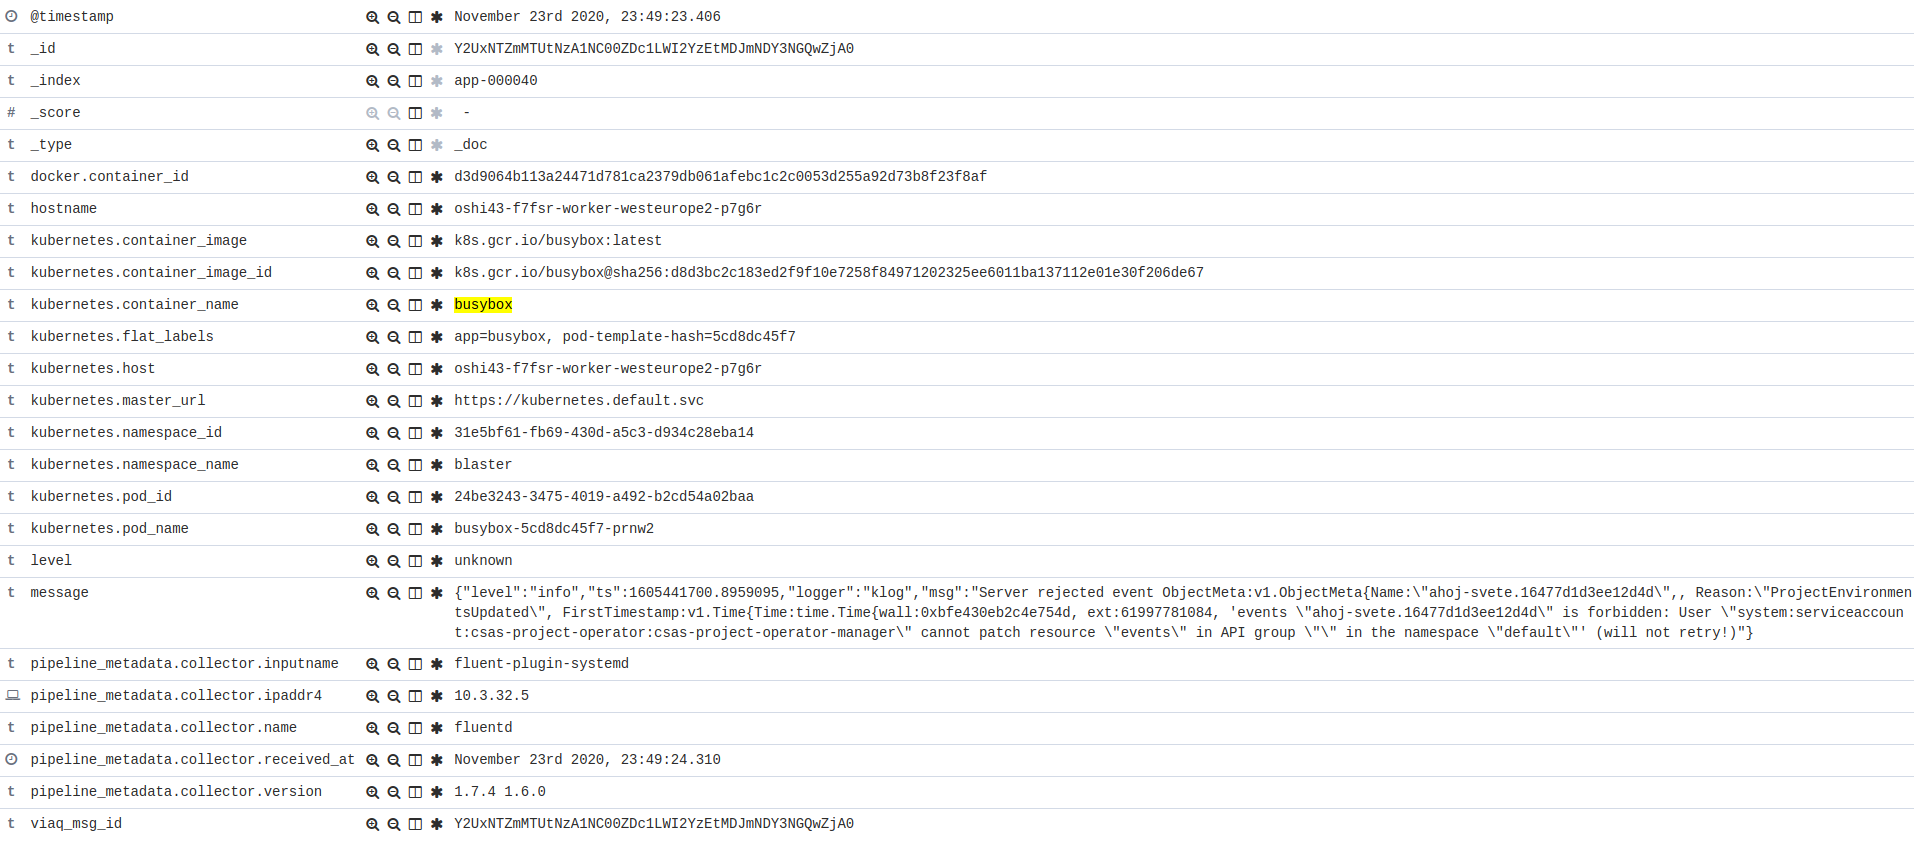 @timestamp November 23rd 2020, 23:49:23.406
t _id Y2UxNTZmMTUtNzA1NC00ZDc1LWI2YzEtMDJmNDY3NGQwZjA0
t _index app-000040
# _score -
t _type _doc
t docker.container_id d3d9064b113a24471d781ca2379db061afebc1c2c0053d255a92d73b8f23f8af
t hostname oshi43-f7fsr-worker-westeurope2-p7g6r
t kubernetes.container_image k8s.gcr.io/busybox:latest
t kubernetes.container_image_id k8s.gcr.io/busybox@sha256:d8d3bc2c183ed2f9f10e7258f84971202325ee6011ba137112e01e30f206de67
t kubernetes.container_name busybox
t kubernetes.flat_labels app=busybox, pod-template-hash=5cd8dc45f7
t kubernetes.host oshi43-f7fsr-worker-westeurope2-p7g6r
t kubernetes.master_url https://kubernetes.default.svc
t kubernetes.namespace_id 31e5bf61-fb69-430d-a5c3-d934c28eba14
t kubernetes.namespace_name blaster
t kubernetes.pod_id 24be3243-3475-4019-a492-b2cd54a02baa
t kubernetes.pod_name busybox-5cd8dc45f7-prnw2
t level unknown
t message {"level":"info","ts":1605441700.8959095,"logger":"klog","msg":"Server rejected event ObjectMeta:v1.ObjectMeta{Name:\"ahoj-svete.16477d1d3ee12d4d\",, Reason:\"ProjectEnvironmen
tsUpdated\", FirstTimestamp:v1.Time{Time:time.Time{wall:0xbfe430eb2c4e754d, ext:61997781084, 'events \"ahoj-svete.16477d1d3ee12d4d\" is forbidden: User \"system:serviceaccoun
t:csas-project-operator:csas-project-operator-manager\" cannot patch resource \"events\" in API group \"\" in the namespace \"default\"' (will not retry!)"}
t pipeline_metadata.collector.inputname fluent-plugin-systemd
pipeline_metadata.collector.ipaddr4 10.3.32.5
t pipeline_metadata.collector.name fluentd
pipeline_metadata.collector.received_at November 23rd 2020, 23:49:24.310
t pipeline_metadata.collector.version 1.7.4 1.6.0
t viaq_msg_id Y2UxNTZmMTUtNzA1NC00ZDc1LWI2YzEtMDJmNDY3NGQwZjA0